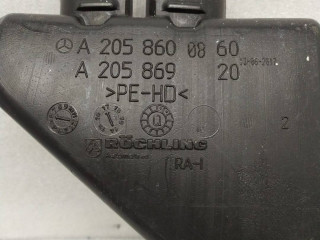 A 205 860 08 60
A 205 869 20
>PE-HD<
2
RÖCHLING
RA-I